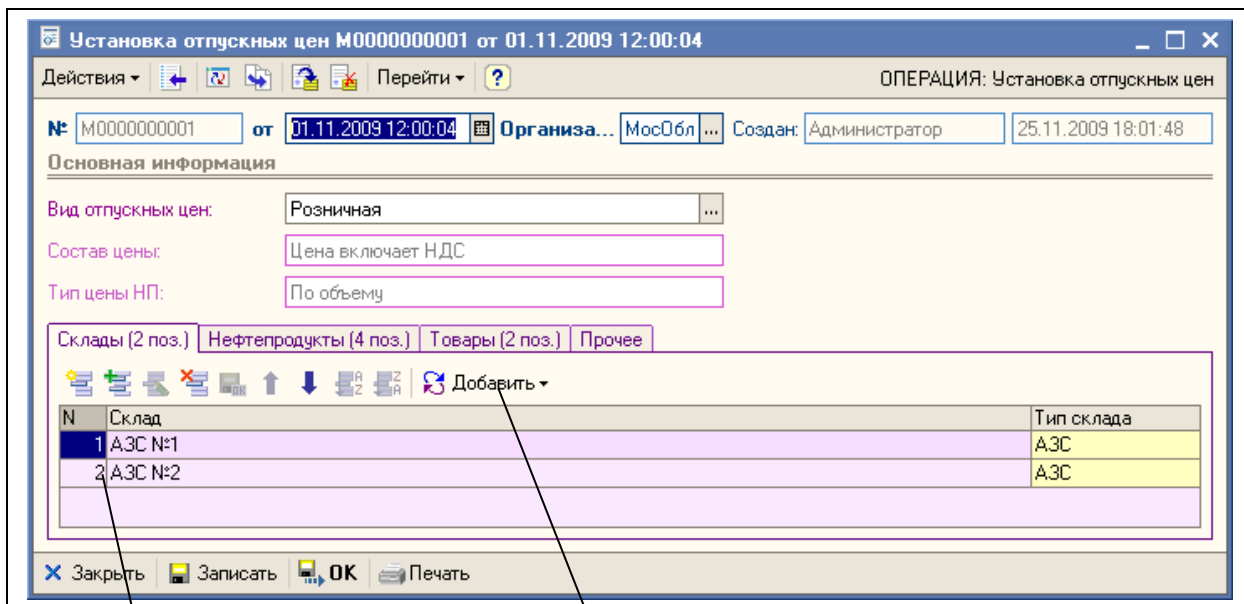 Установка отпускных цен М0000000001 от 01.11.2009 12:00:04
Действия Перейти ? ОПЕРАЦИЯ: Установка отпускных цен
№ М0000000001 от 01.11.2009 12:00:04 Организа... МосОбл ... Создан: Администратор 25.11.2009 18:01:48
Основная информация
Вид отпускных цен: Розничная ...
Состав цены: Цена включает НДС
Тип цены НП: По объему
Склады (2 поз.) Нефтепродукты (4 поз.) Товары (2 поз.) Прочее
Добавить
N Склад Тип склада
1 АЗС №1 АЗС
2 АЗС №2 АЗС
Закрыть Записать OK Печать